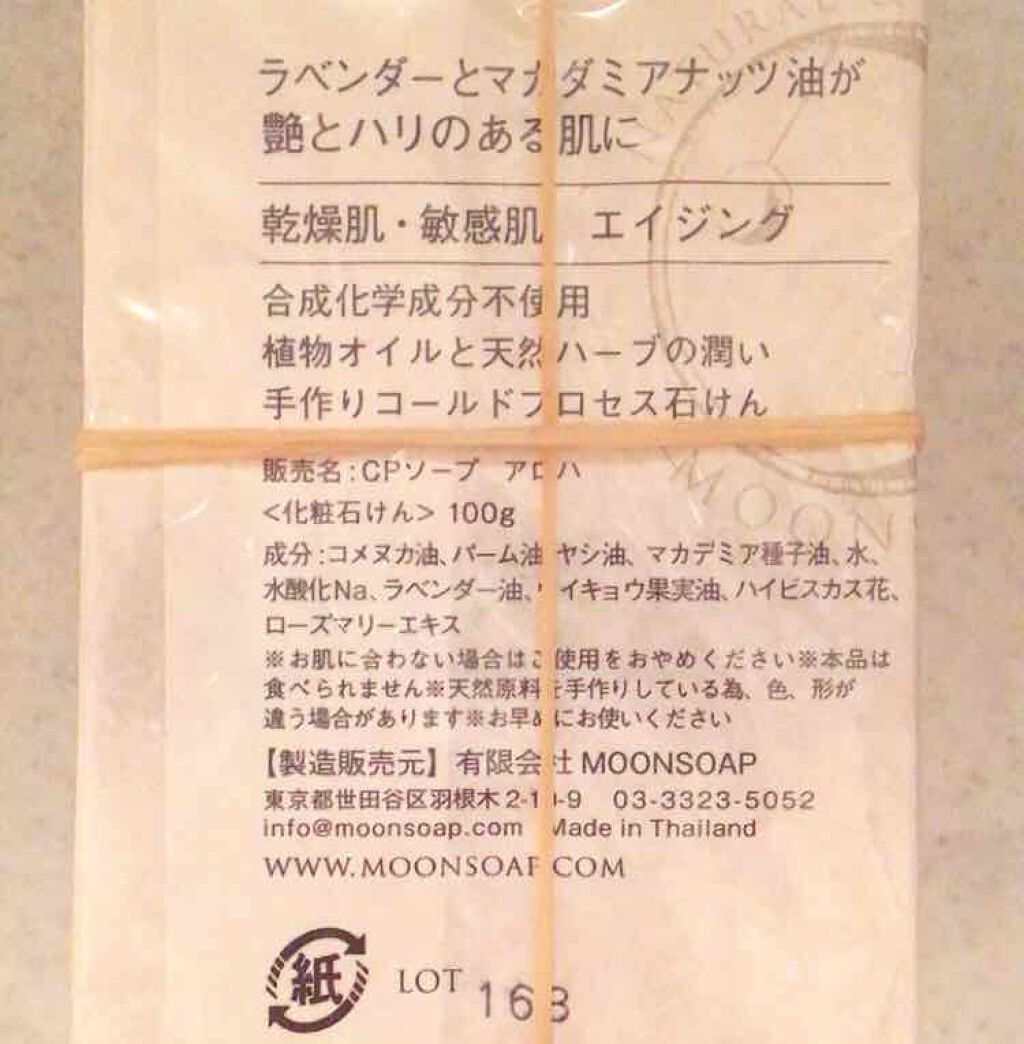 ラベンダーとマカダミアナッツ油が
艶とハリのある肌に
乾燥肌・敏感肌 エイジング
合成化学成分不使用
植物オイルと天然ハーブの潤い
手作りコールドプロセス石けん
販売名:CPソープ アロハ
<化粧石けん> 100g
成分:コメヌカ油、パーム油、ヤシ油、マカデミア種子油、水、
水酸化Na、ラベンダー油、ウイキョウ果実油、ハイビスカス花、
ローズマリーエキス
※お肌に合わない場合はご使用をおやめください※本品は
食べられません※天然原料を手作りしている為、色、形が
違う場合があります※お早めにお使いください
【製造販売元】有限会社 MOONSOAP
東京都世田谷区羽根木 03-3323-5052
info@moonsoap.com Made in Thailand
WWW.MOONSOAP.COM
紙 LOT 168
MOON